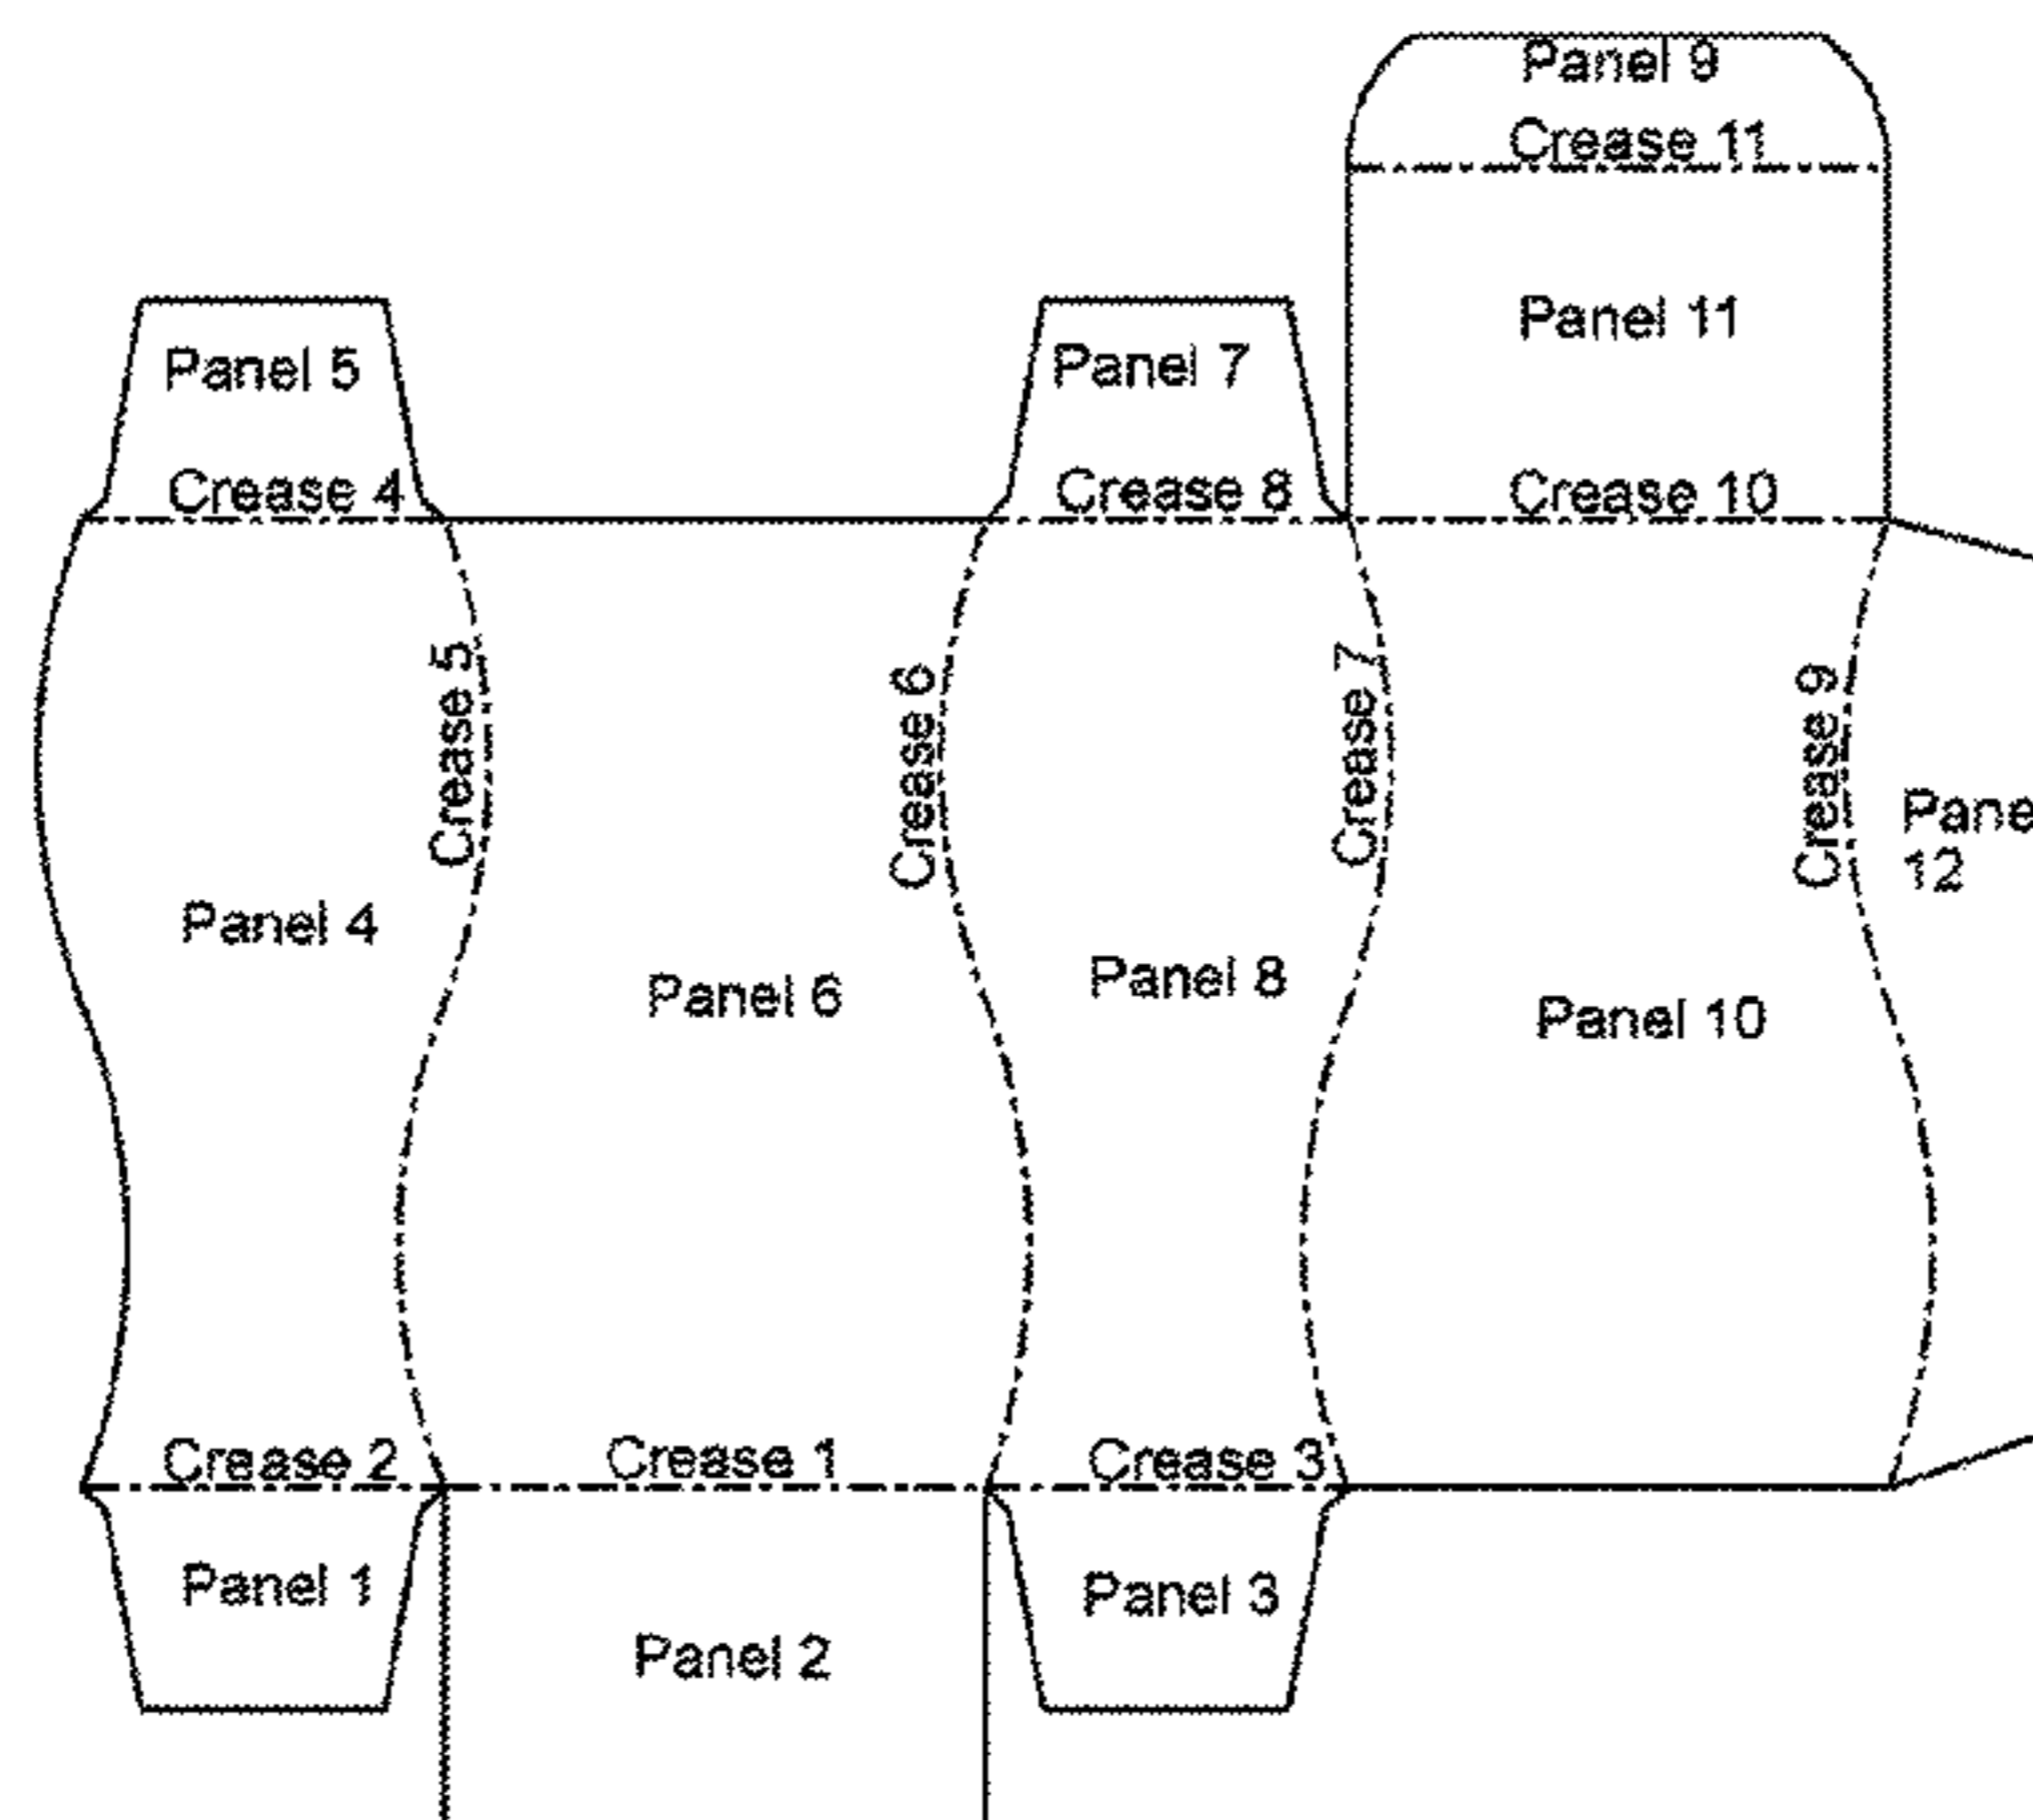 Panel 9
Crease 11
Panel 11
Panel 5
Panel 7
Crease 4
Crease 8
Crease 10
Crease 5
Crease 6
Crease 7
Crease 9
Pane
12
Panel 4
Panel 6
Panel 8
Panel 10
Crease 2
Crease 1
Crease 3
Panel 1
Panel 2
Panel 3